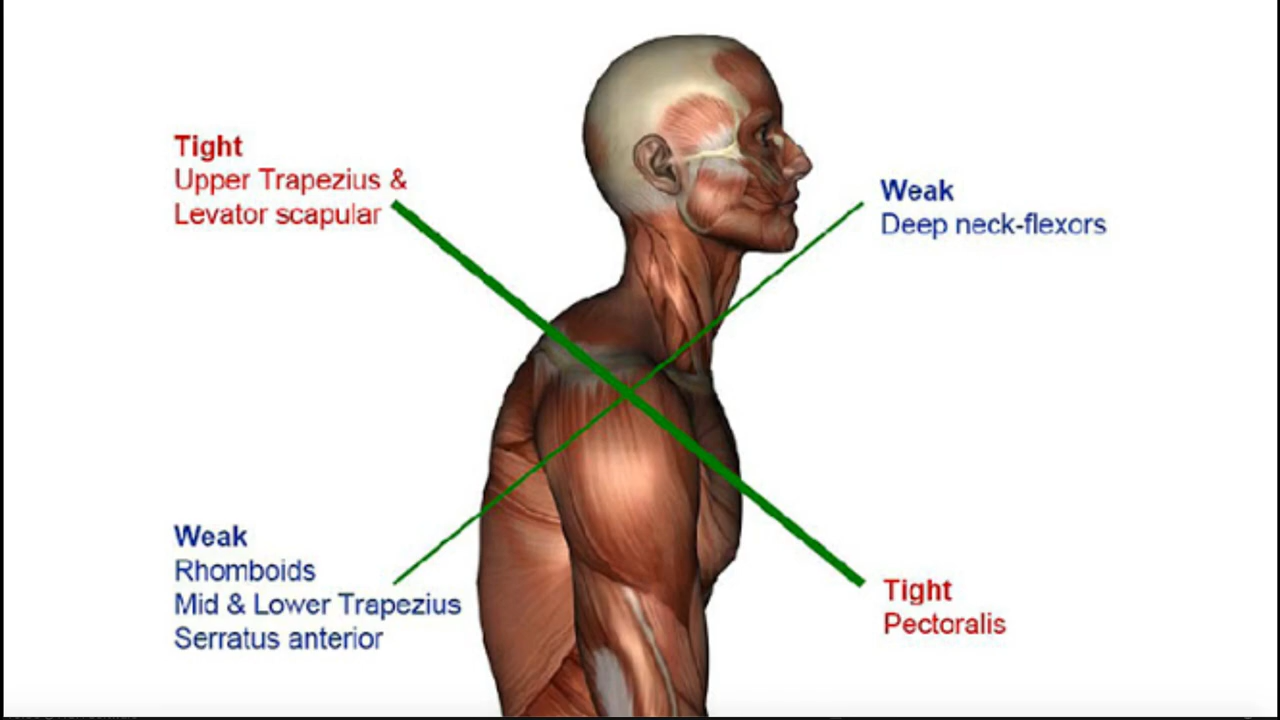 Tight
Upper Trapezius &
Levator scapular
Weak
Deep neck-flexors
Weak
Rhomboids
Mid & Lower Trapezius
Serratus anterior
Tight
Pectoralis